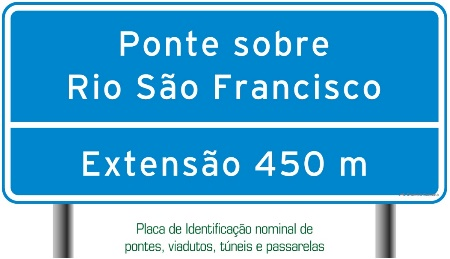 Ponte sobre
Rio São Francisco
Extensão 450 m
Placa de Identificação nominal de
pontes, viadutos, túneis e passarelas